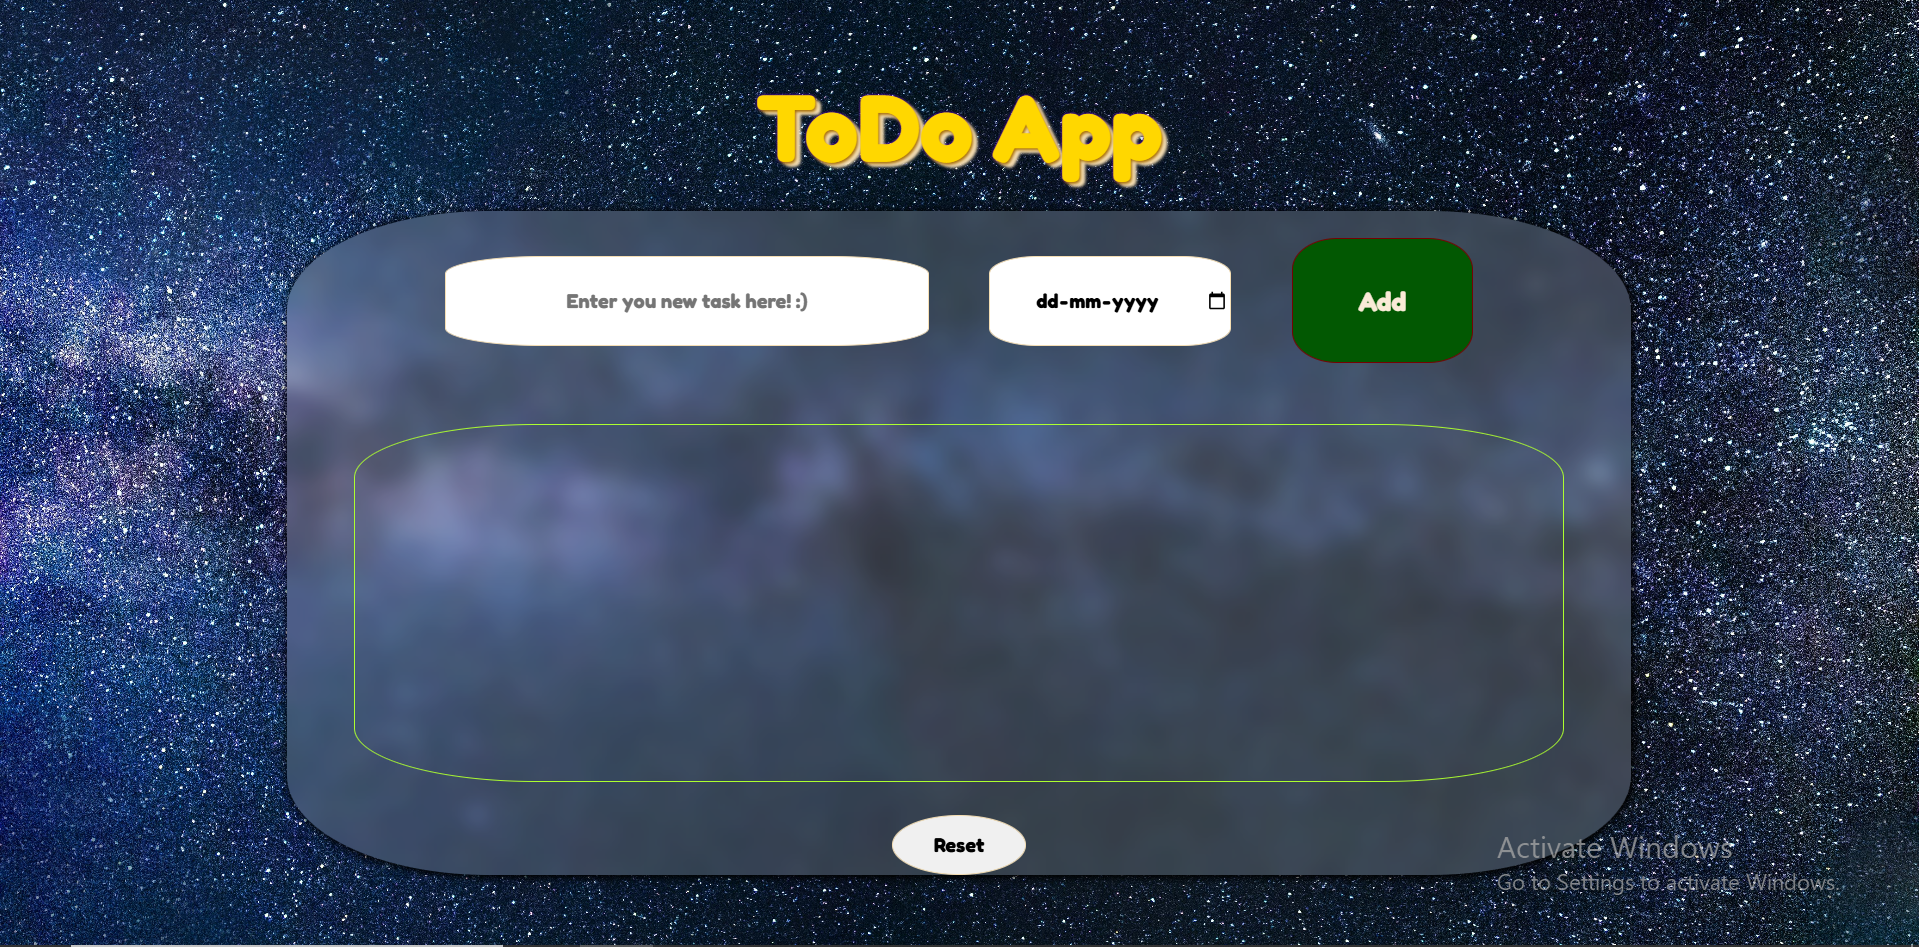 ToDo App
Enter you new task here! :)
dd-mm-yyyy
Add
Reset
Activate Windows
Go to Settings to activate Windows.